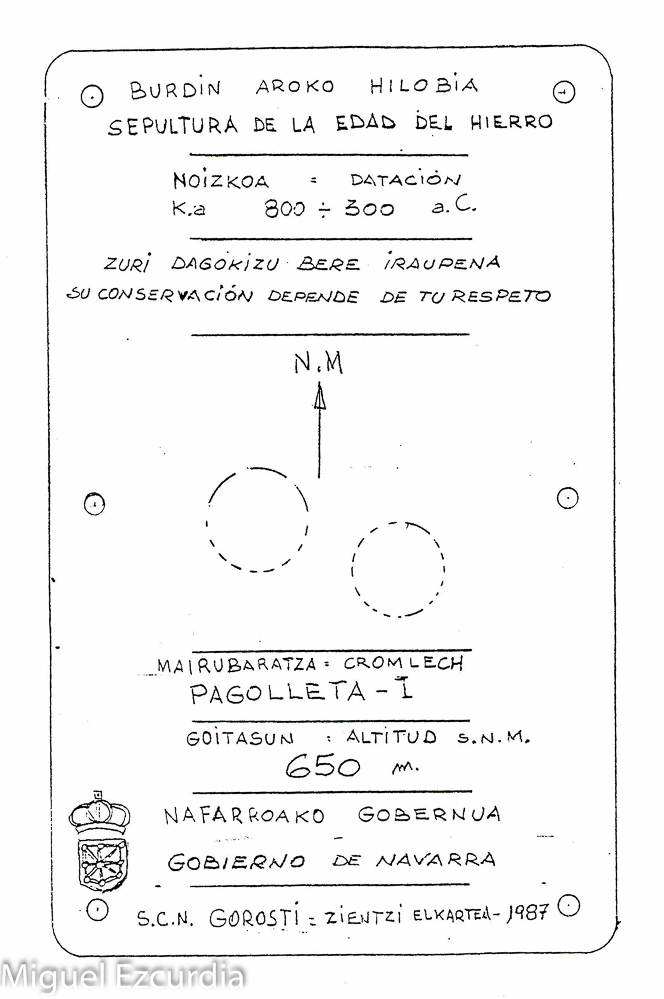 BURDIN AROKO HILOBIA
SEPULTURA DE LA EDAD DEL HIERRO
NOIZKOA = DATACIÓN
K.a 800 ÷ 300 a.C.
ZURI DAGOKIZU BERE IRAUPENA
SU CONSERVACIÓN DEPENDE DE TU RESPETO
N.M
MAIRUBARATZA = CROMLECH
PAGOLLETA - I
GOITASUN : ALTITUD S.N.M.
650 m.
NAFARROAKO GOBERNUA
GOBIERNO DE NAVARRA
S.C.N. GOROSTI = ZIENTZI ELKARTEA - 1987
Miguel Ezcurdia